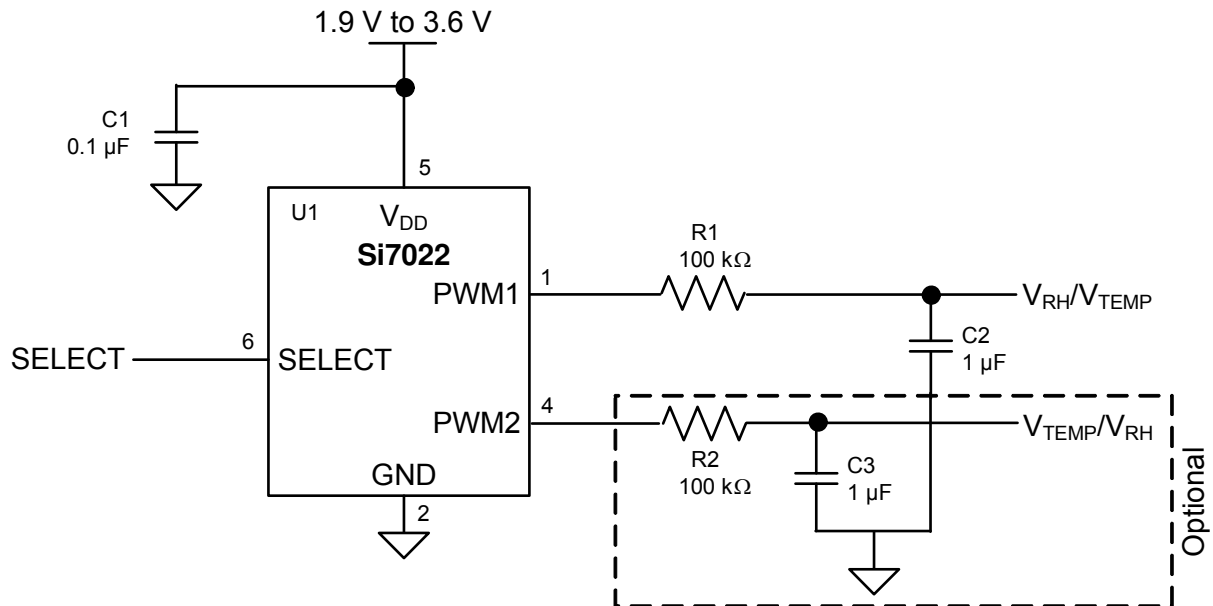 1.9 V to 3.6 V
C1
0.1 µF
5
U1
VDD
Si7022
R1
100 kΩ
PWM1
1
VRH/VTEMP
C2
1 µF
SELECT
6
SELECT
PWM2
4
VTEMP/VRH
R2
100 kΩ
C3
1 µF
GND
2
Optional